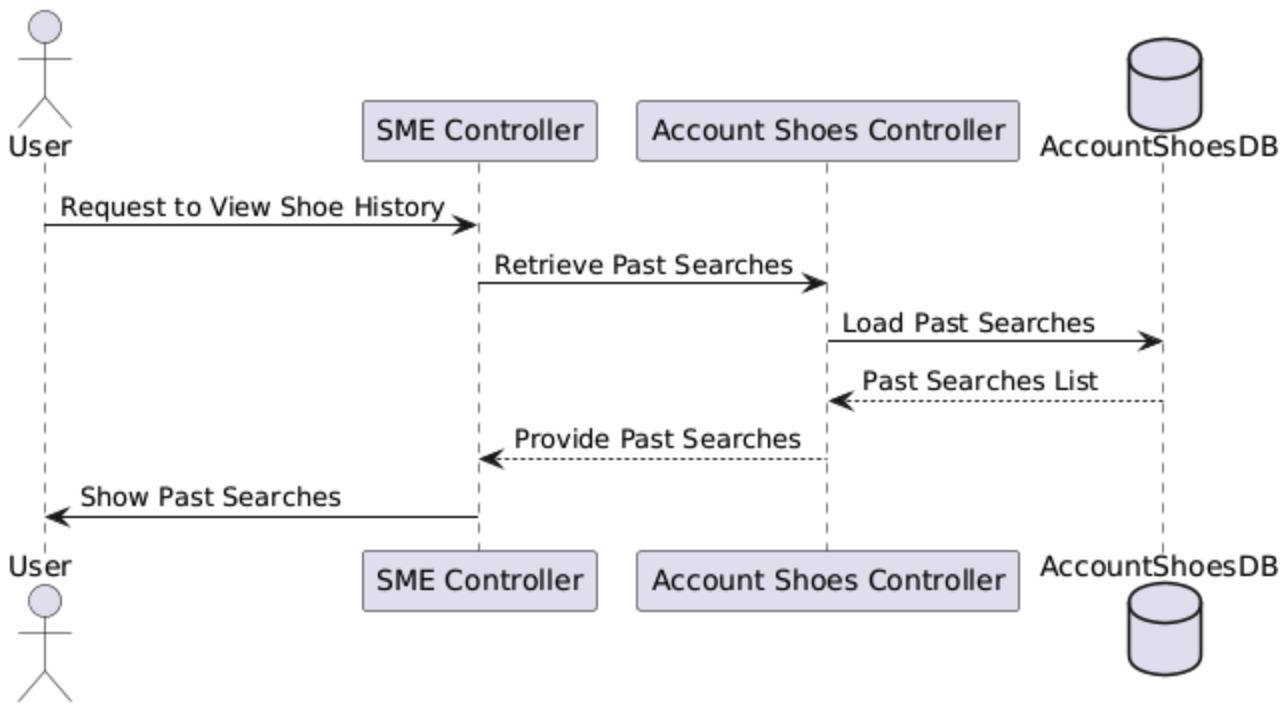 User
SME Controller
Account Shoes Controller
AccountShoesDB
Request to View Shoe History
Retrieve Past Searches
Load Past Searches
Past Searches List
Provide Past Searches
Show Past Searches
User
SME Controller
Account Shoes Controller
AccountShoesDB